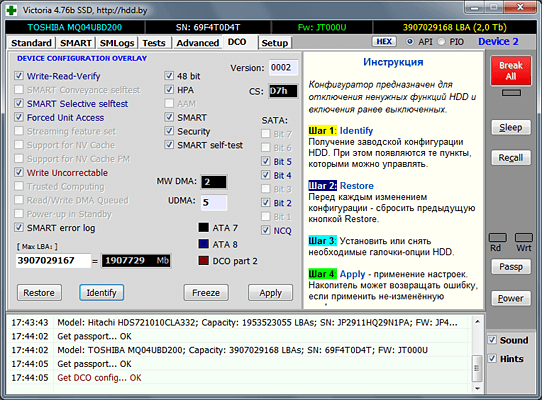 Victoria 4.76b SSD, http://hdd.by
TOSHIBA MQ04UBD200 SN: 69F4T0D4T Fw: JT000U 3907029168 LBA (2,0 Tb)
Standard SMART SMLogs Tests Advanced DCO Setup HEX API PIO Device 2
DEVICE CONFIGURATION OVERLAY
Write-Read-Verify
SMART Conveyance selftest
SMART Selective selftest
Forced Unit Access
Streaming feature set
Support for NV Cache
Support for NV Cache PM
Write Uncorrectable
Trusted Computing
Read/Write DMA Queued
Power-up in Standby
SMART error log
[ Max LBA: ]
3907029167 = 1907729 Mb
48 bit
HPA
AAM
SMART
Security
SMART self-test
MW DMA: 2
UDMA: 5
ATA 7
ATA 8
DCO part 2
Version: 0002
CS: D7h
SATA:
Bit 7
Bit 6
Bit 5
Bit 4
Bit 3
Bit 2
Bit 1
NCQ
Restore Identify Freeze Apply
Инструкция
Конфигуратор предназначен для
отключения ненужных функций HDD и
включения ранее выключенных.
Шаг 1: Identify
Получение заводской конфигурации
HDD. При этом появляются те пункты,
которыми можно управлять.
Шаг 2: Restore
Перед каждым изменением
конфигурации - сбросить предыдущую
кнопкой Restore.
Шаг 3: Установить или снять
необходимые галочки-опции HDD.
Шаг 4 Apply - применение настроек.
Накопитель может возвращать ошибку,
если применить не-изменённую
Break
All
Sleep
Recall
Rd Wrt
Passp
Power
Sound
Hints
17:43:43 Model: Hitachi HDS721010CLA332; Capacity: 1953523055 LBAs; SN: JP2911HQ29N1PA; FW: JP4...
17:44:02 Get passport... OK
17:44:02 Model: TOSHIBA MQ04UBD200; Capacity: 3907029168 LBAs; SN: 69F4T0D4T; FW: JT000U
17:44:05 Get passport... OK
17:44:05 Get DCO config... OK